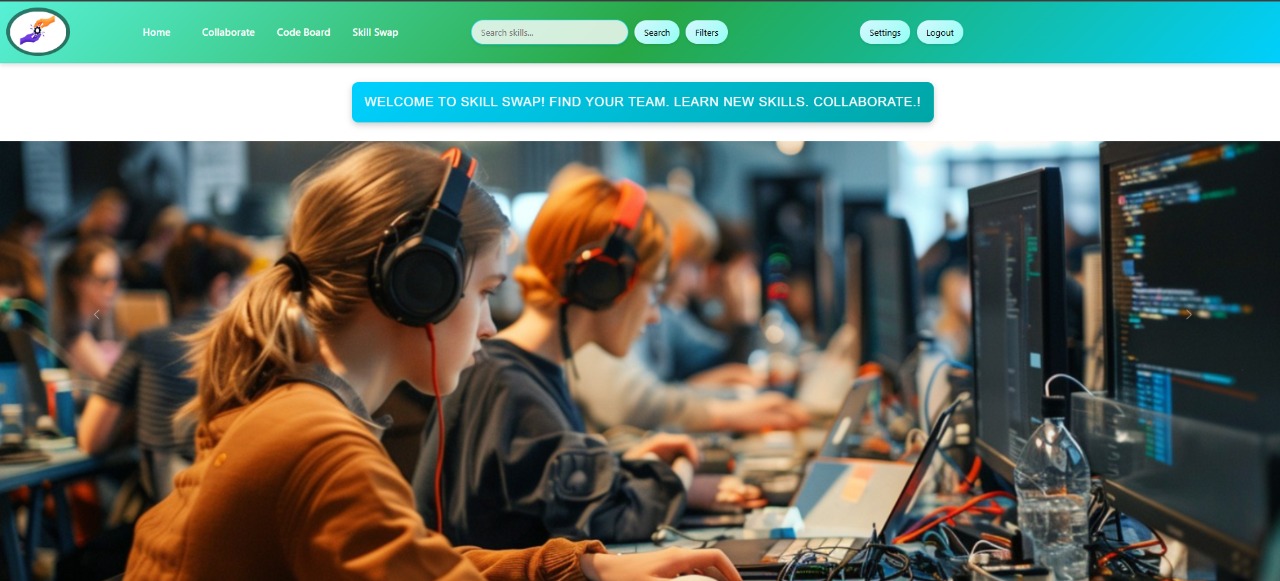 Home Collaborate Code Board Skill Swap Search skills... Search Filters Settings Logout
WELCOME TO SKILL SWAP! FIND YOUR TEAM. LEARN NEW SKILLS. COLLABORATE.!